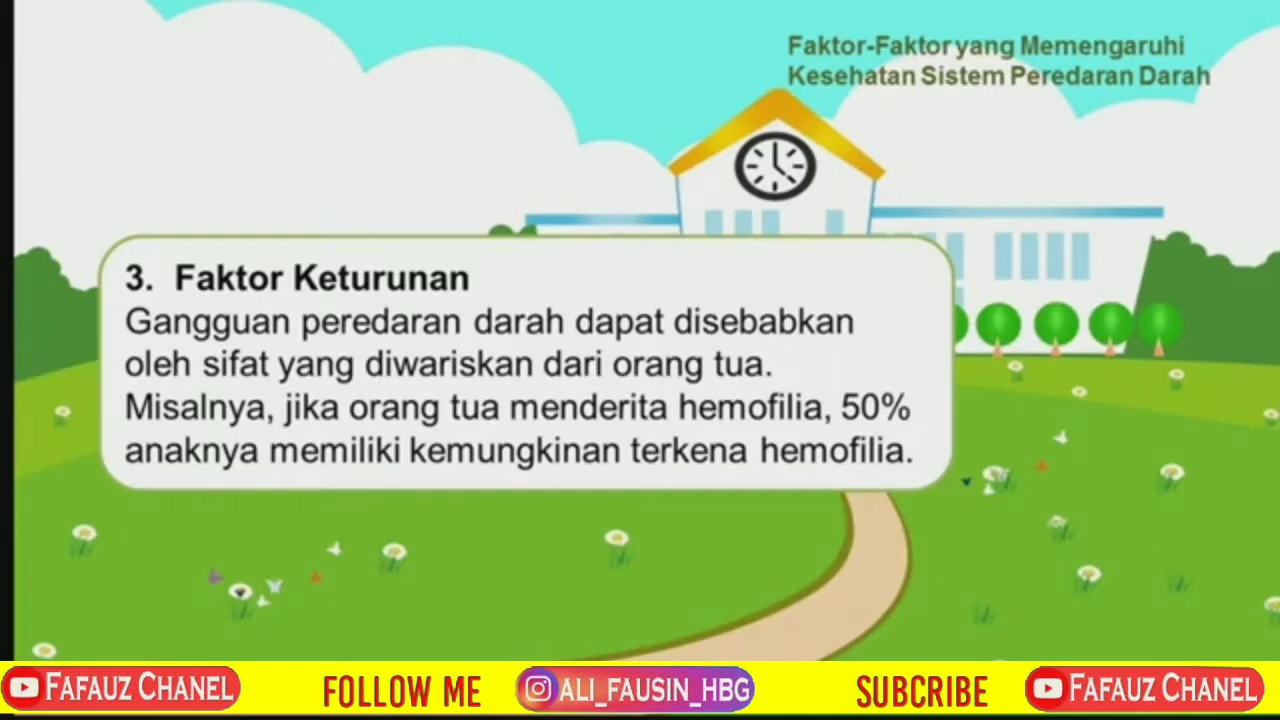 Faktor-Faktor yang Memengaruhi
Kesehatan Sistem Peredaran Darah
3. Faktor Keturunan
Gangguan peredaran darah dapat disebabkan
oleh sifat yang diwariskan dari orang tua.
Misalnya, jika orang tua menderita hemofilia, 50%
anaknya memiliki kemungkinan terkena hemofilia.
FAFAUZ CHANEL FOLLOW ME ALI_FAUSIN_HBG SUBCRIBE FAFAUZ CHANEL